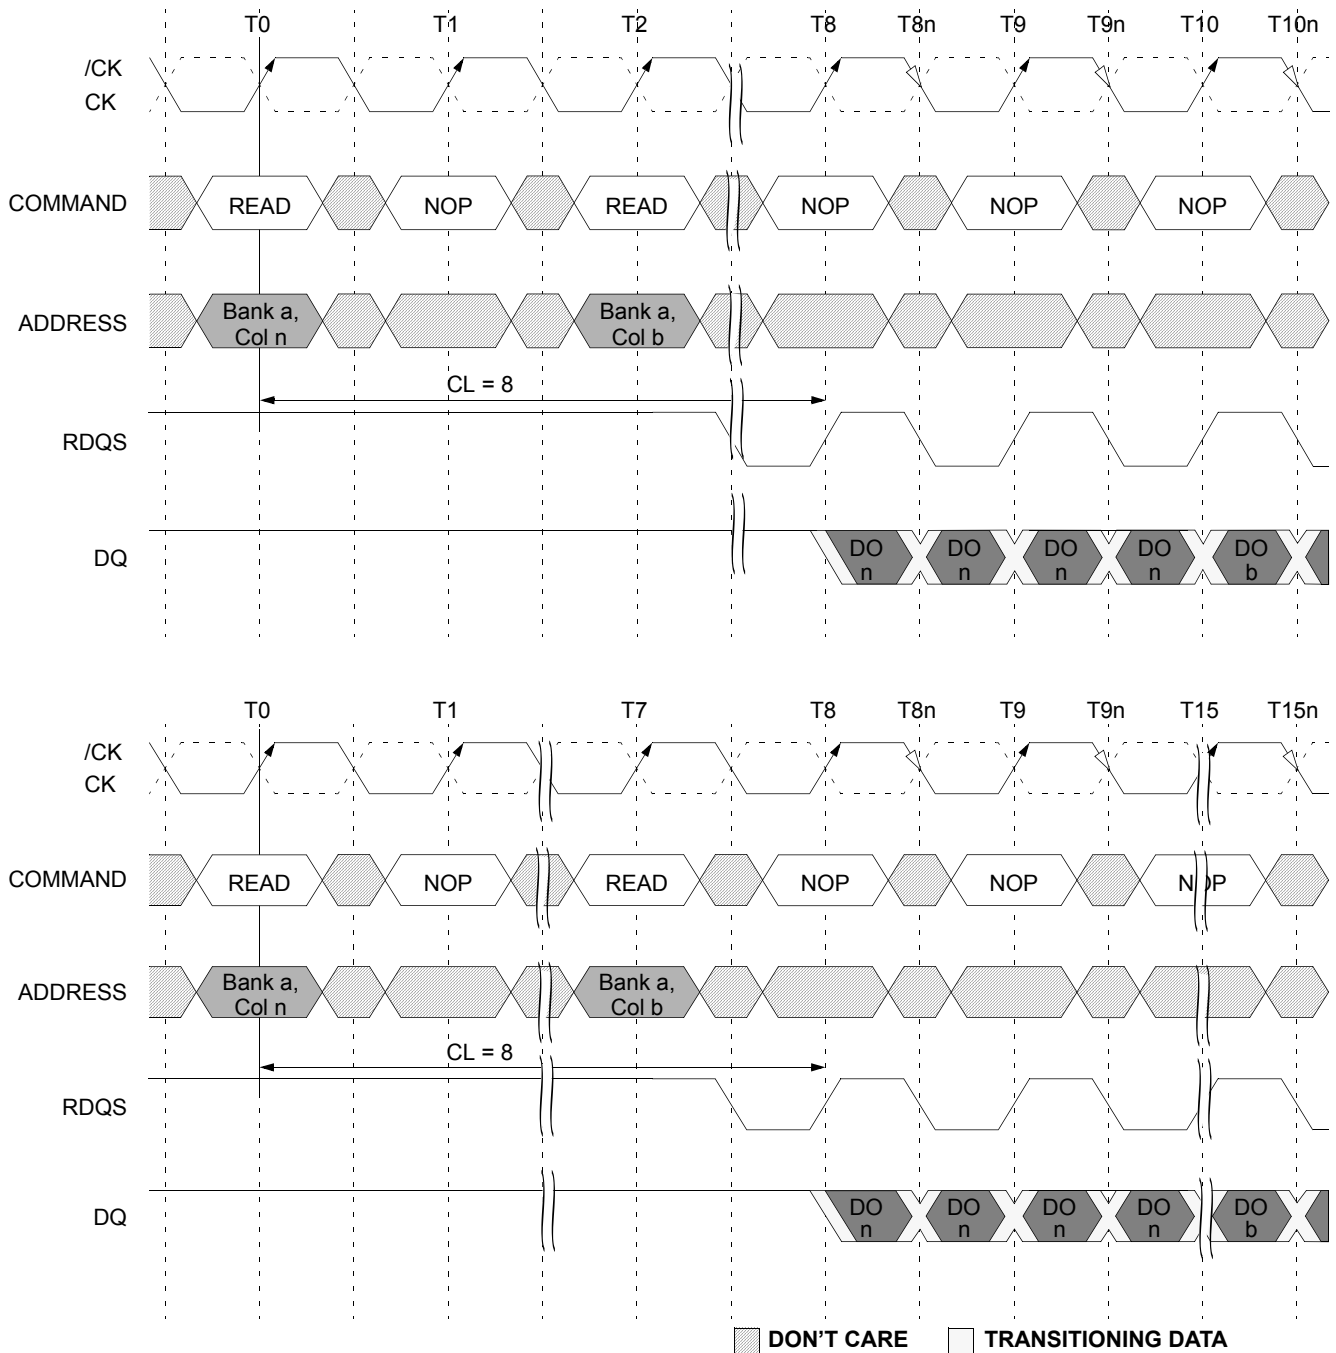 T0 T1 T2 T8 T8n T9 T9n T10 T10n
/CK
CK
COMMAND READ NOP READ NOP NOP NOP
ADDRESS Bank a, Col n Bank a, Col b
CL = 8
RDQS
DQ DO n DO n DO n DO n DO b
T0 T1 T7 T8 T8n T9 T9n T15 T15n
/CK
CK
COMMAND READ NOP READ NOP NOP NOP
ADDRESS Bank a, Col n Bank a, Col b
CL = 8
RDQS
DQ DO n DO n DO n DO n DO b
DON'T CARE TRANSITIONING DATA